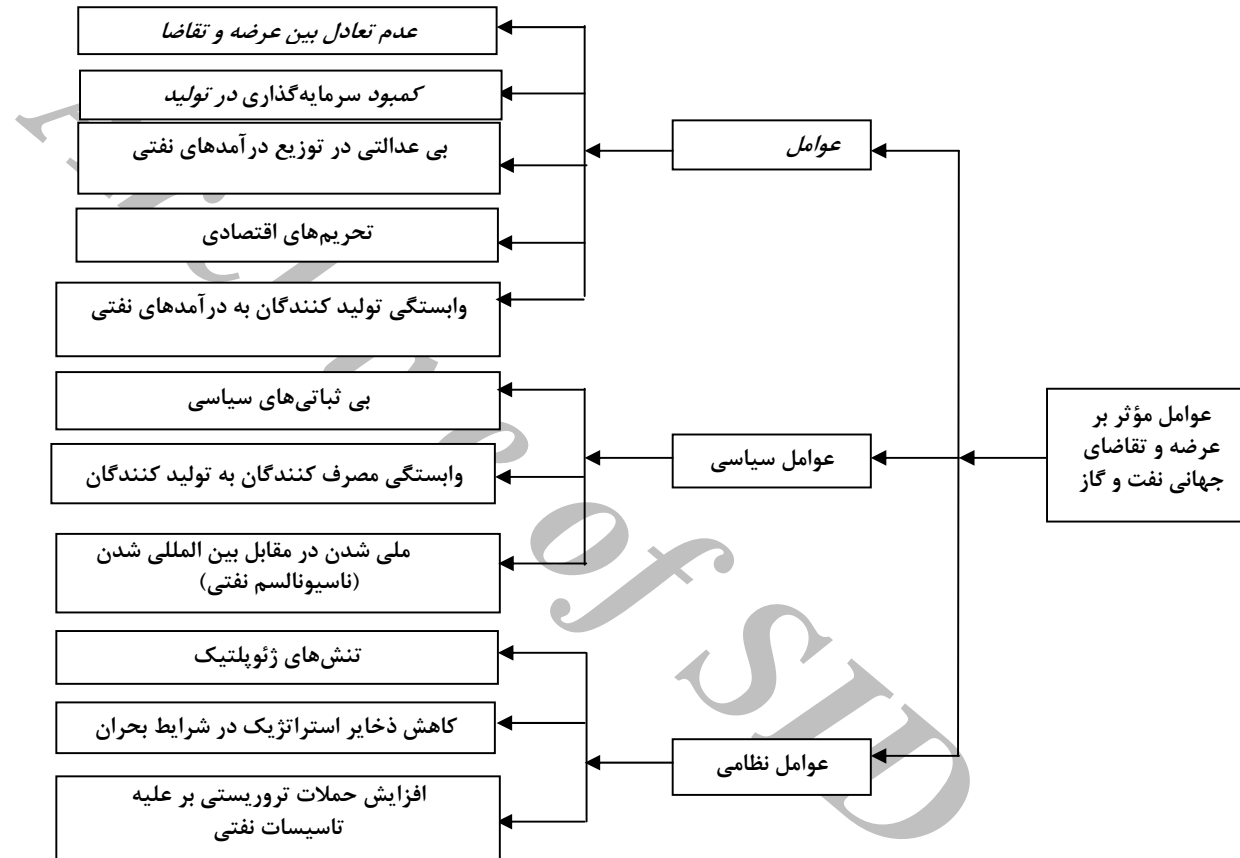 عوامل مؤثر بر
عرضه و تقاضای
جهانی نفت و گاز
عوامل
عدم تعادل بین عرضه و تقاضا
کمبود سرمایه‌گذاری در تولید
بی عدالتی در توزیع درآمدهای نفتی
تحریم‌های اقتصادی
وابستگی تولید کنندگان به درآمدهای نفتی
عوامل سیاسی
بی ثباتی‌های سیاسی
وابستگی مصرف کنندگان به تولید کنندگان
ملی شدن در مقابل بین المللی شدن
(ناسیونالسم نفتی)
عوامل نظامی
تنش‌های ژئوپلتیک
کاهش ذخایر استراتژیک در شرایط بحران
افزایش حملات تروریستی بر علیه
تاسیسات نفتی
Archive of SID